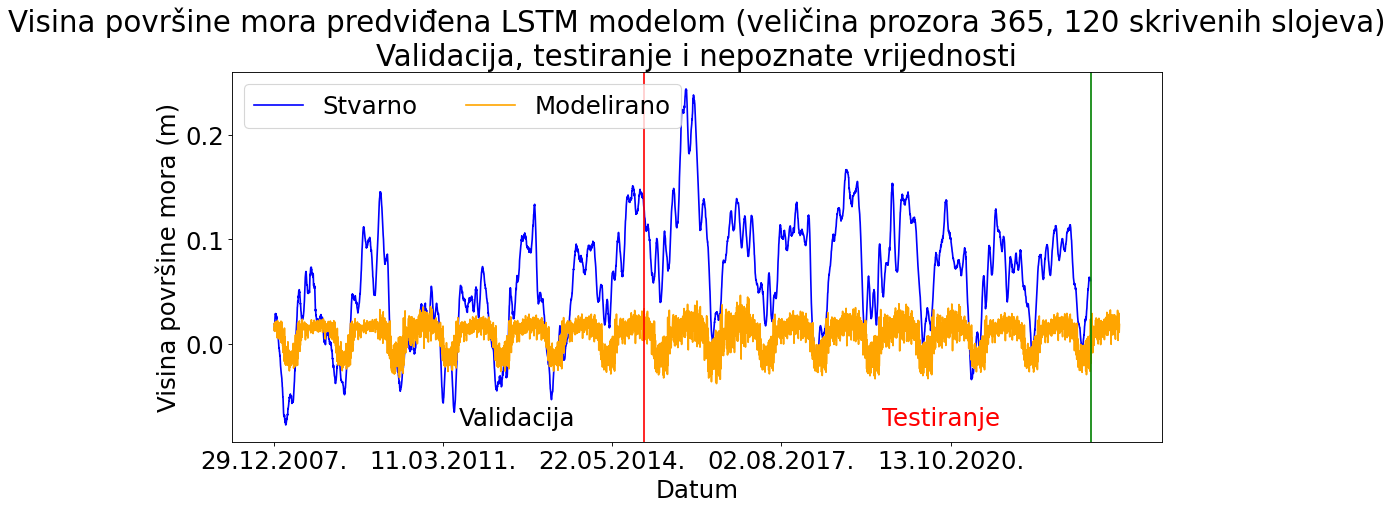 Visina površine mora predviđena LSTM modelom (veličina prozora 365, 120 skrivenih slojeva)
Validacija, testiranje i nepoznate vrijednosti
Stvarno
Modelirano
Visina površine mora (m)
0.2
0.1
0.0
Validacija
Testiranje
29.12.2007.
11.03.2011.
22.05.2014.
02.08.2017.
13.10.2020.
Datum